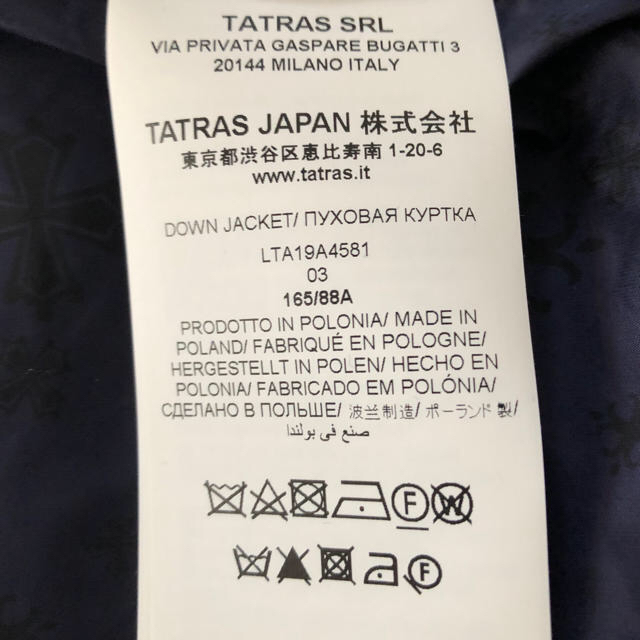 TATRAS SRL
VIA PRIVATA GASPARE BUGATTI 3
20144 MILANO ITALY
TATRAS JAPAN 株式会社
東京都渋谷区恵比寿南 1-20-6
www.tatras.it
DOWN JACKET/ ПУХОВАЯ КУРТКА
LTA19A4581
03
165/88A
PRODOTTO IN POLONIA/ MADE IN
POLAND/ FABRIQUÉ EN POLOGNE/
HERGESTELLT IN POLEN/ HECHO EN
POLONIA/ FABRICADO EM POLÓNIA/
СДЕЛАНО В ПОЛЬШЕ/ 波兰制造/ ポーランド 製/
صنع في بولندا
F W
F